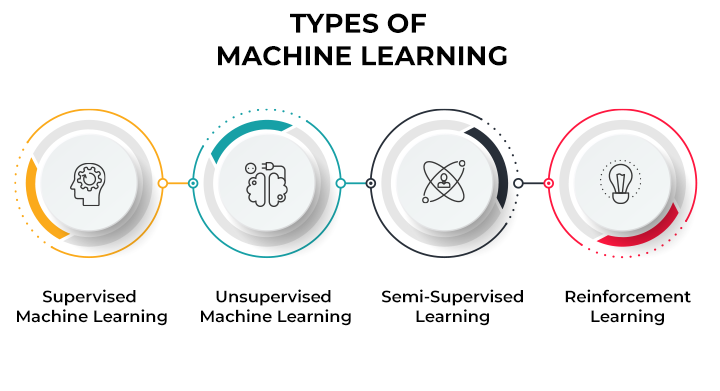 TYPES OF
MACHINE LEARNING
Supervised
Machine Learning
Unsupervised
Machine Learning
Semi-Supervised
Learning
Reinforcement
Learning